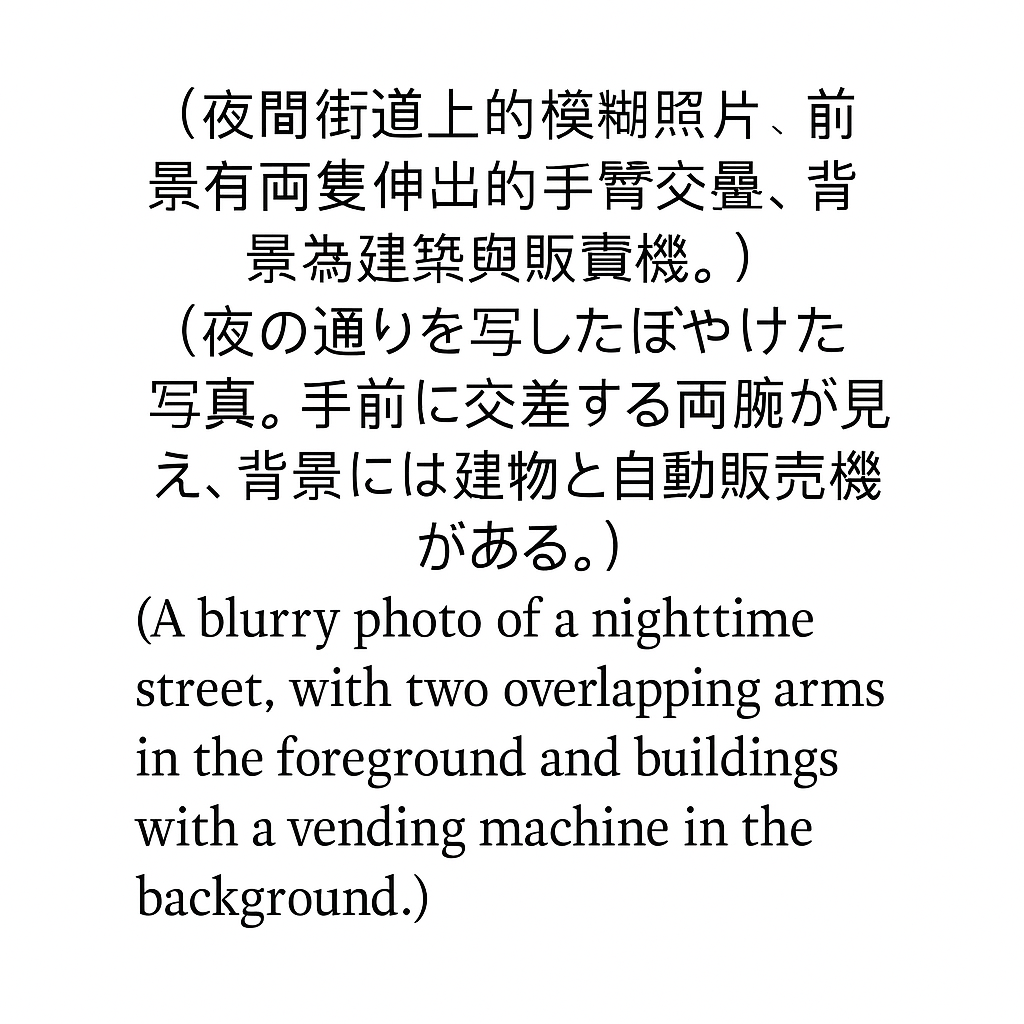 （夜間街道上的模糊照片、前
景有両隻伸出的手臂交疊、背
景為建築與販賣機。）
（夜の通りを写したぼやけた
写真。手前に交差する両腕が見
え、背景には建物と自動販売機
がある。）
(A blurry photo of a nighttime
street, with two overlapping arms
in the foreground and buildings
with a vending machine in the
background.)